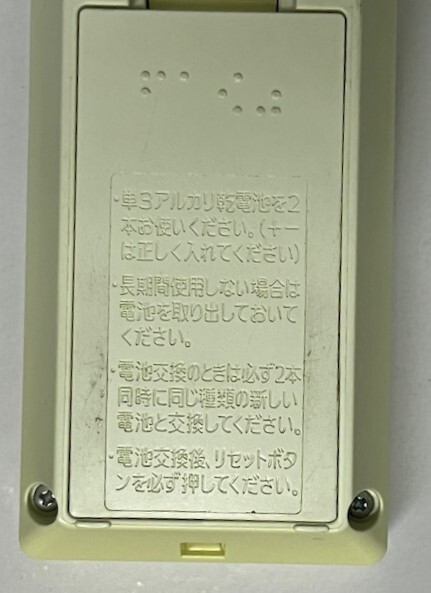 ・単3アルカリ乾電池を2
本お使いください。(+−
は正しく入れてください)
・長期間使用しない場合は
電池を取り出しておいて
ください。
・電池交換のときは必ず2本
同時に同じ種類の新しい
電池と交換してください。
・電池交換後、リセットボタ
ンを必ず押してください。